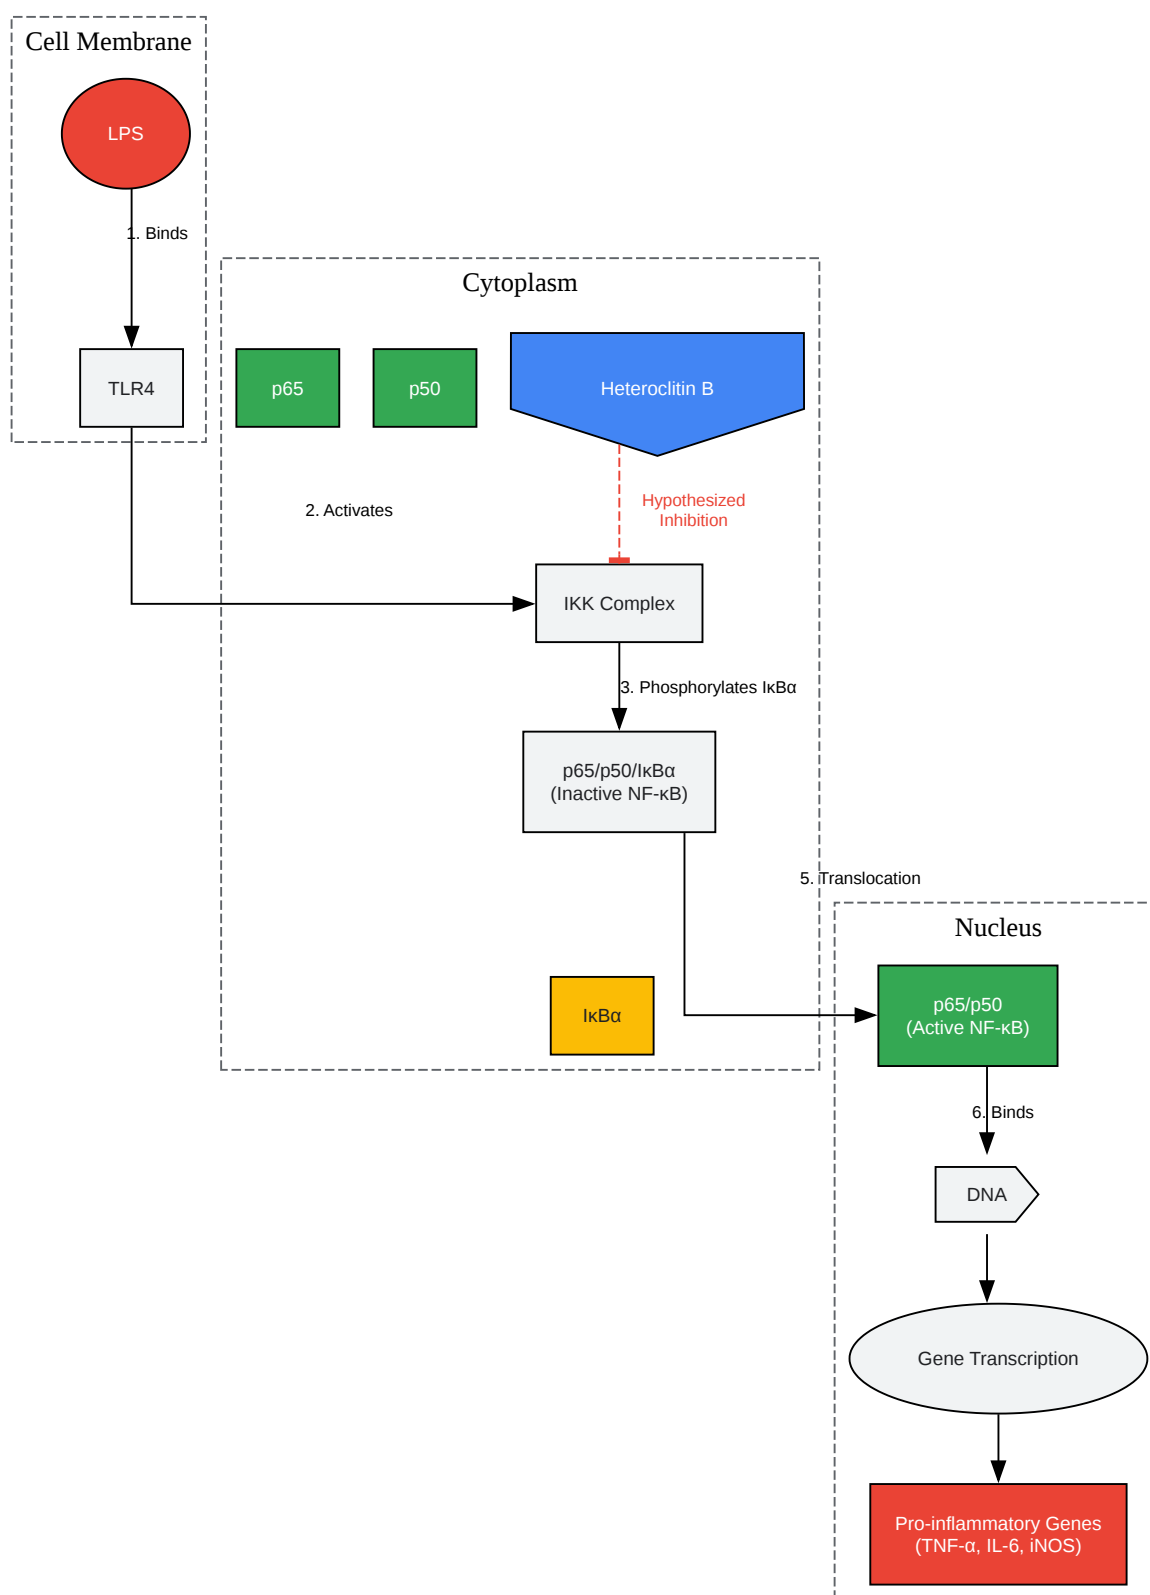 Cell Membrane
LPS
1. Binds
Cytoplasm
TLR4
p65
p50
Heteroclitin B
2. Activates
Hypothesized
Inhibition
IKK Complex
3. Phosphorylates IκBα
p65/p50/IκBα
(Inactive NF-κB)
5. Translocation
Nucleus
IκBα
p65/p50
(Active NF-κB)
6. Binds
DNA
Gene Transcription
Pro-inflammatory Genes
(TNF-α, IL-6, iNOS)